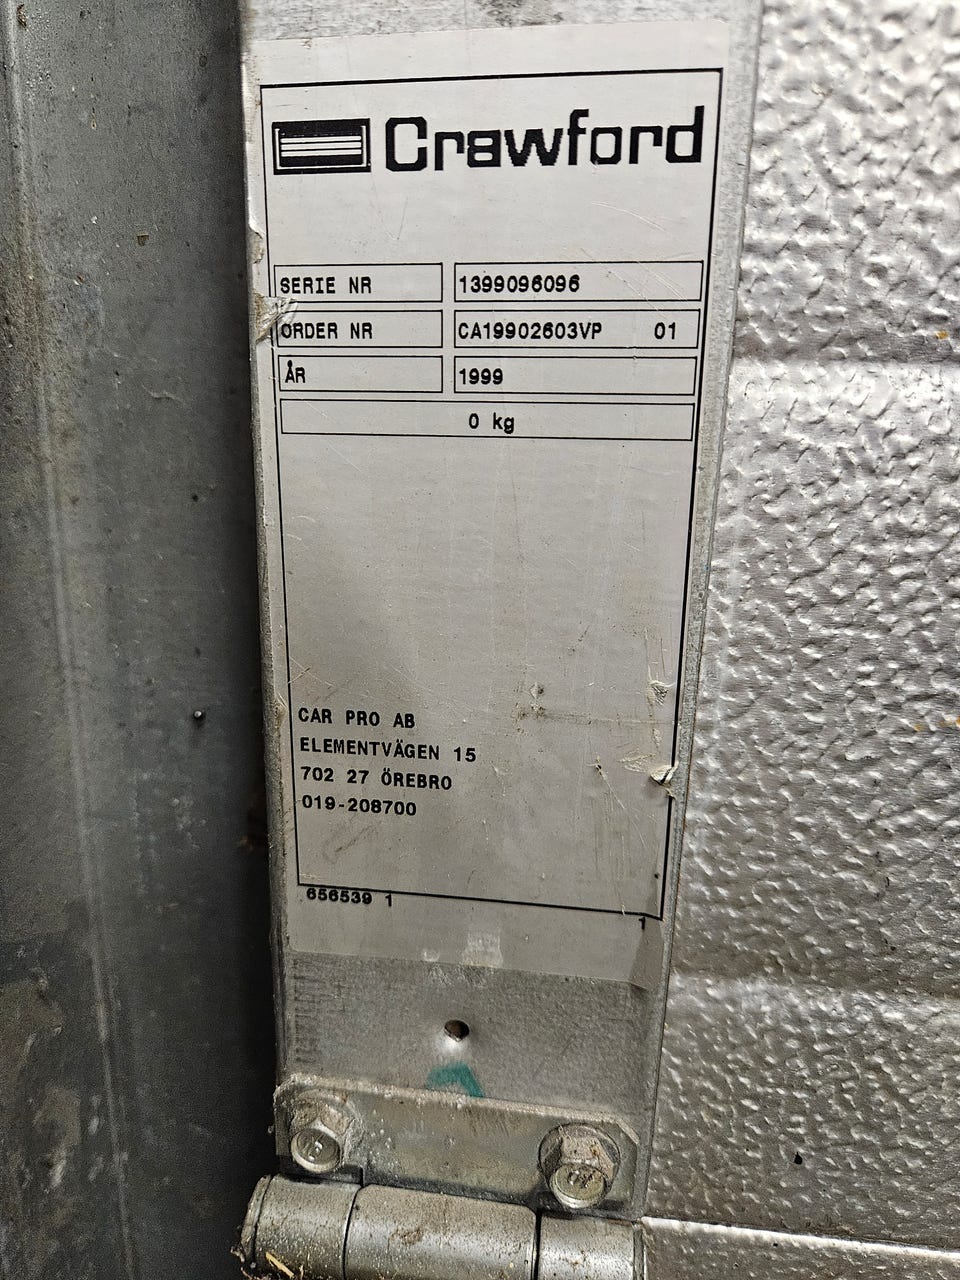 Crawford
SERIE NR 1399096096
ORDER NR CA19902603VP 01
ÅR 1999
0 kg
CAR PRO AB
ELEMENTVÄGEN 15
702 27 ÖREBRO
019-208700
656539 1
1